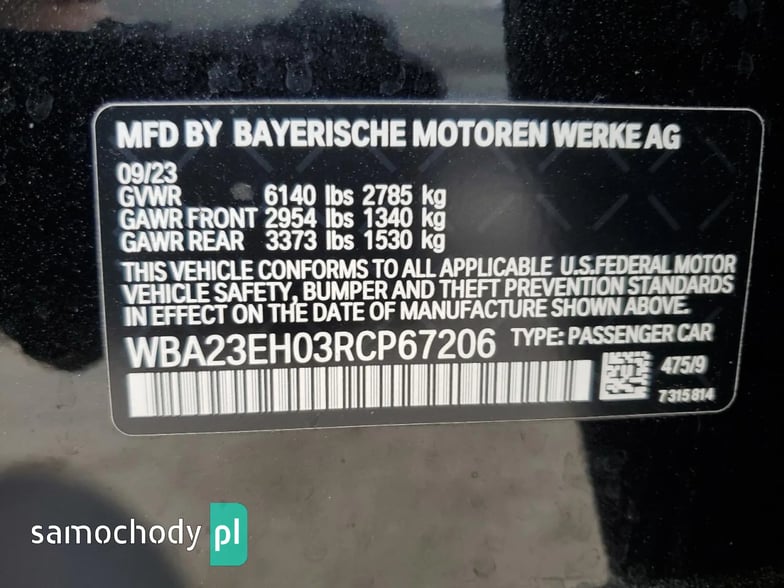 MFD BY BAYERISCHE MOTOREN WERKE AG
09/23
GVWR 6140 lbs 2785 kg
GAWR FRONT 2954 lbs 1340 kg
GAWR REAR 3373 lbs 1530 kg
THIS VEHICLE CONFORMS TO ALL APPLICABLE U.S.FEDERAL MOTOR
VEHICLE SAFETY, BUMPER AND THEFT PREVENTION STANDARDS
IN EFFECT ON THE DATE OF MANUFACTURE SHOWN ABOVE.
WBA23EH03RCP67206 TYPE: PASSENGER CAR
475/9
7315814
samochody pl